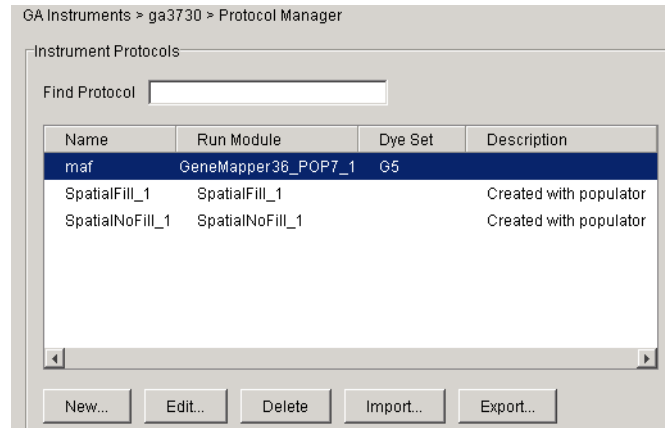 GA Instruments > ga3730 > Protocol Manager
Instrument Protocols
Find Protocol
Name Run Module Dye Set Description
maf GeneMapper36_POP7_1 G5
SpatialFill_1 SpatialFill_1 Created with populator
SpatialNoFill_1 SpatialNoFill_1 Created with populator
New... Edit... Delete Import... Export...